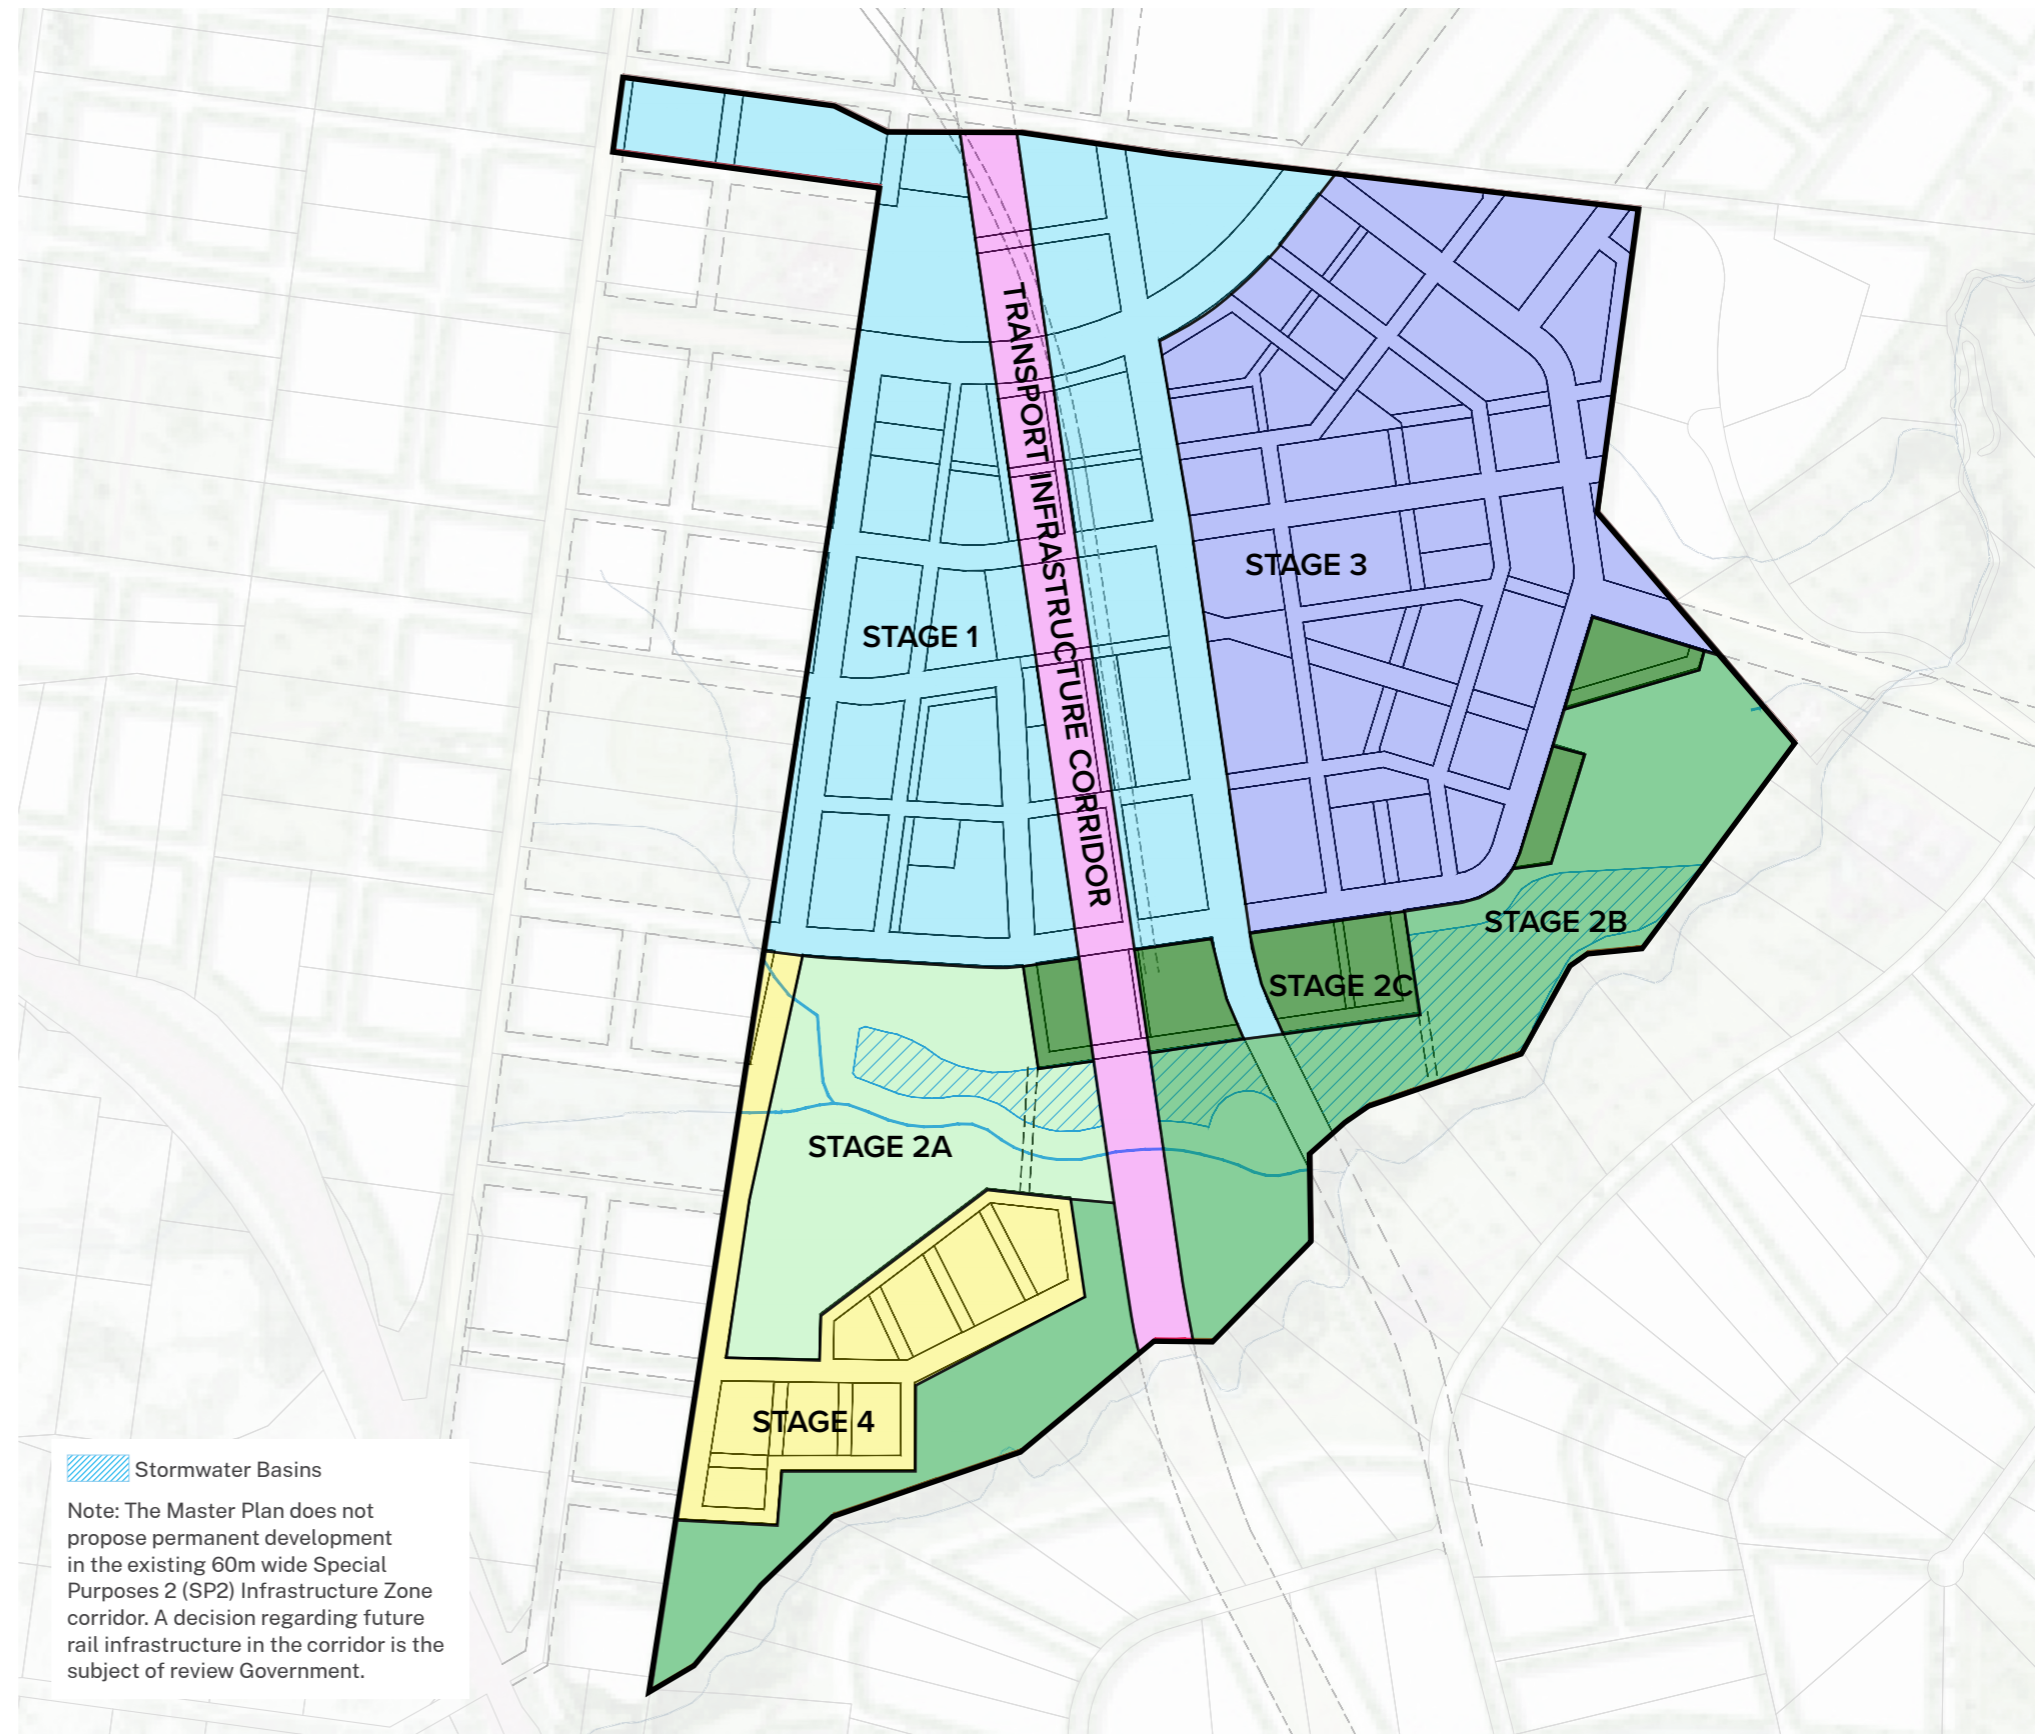 TRANSPORT INFRASTRUCTURE CORRIDOR
STAGE 3
STAGE 1
STAGE 2B
STAGE 2C
STAGE 2A
STAGE 4
Stormwater Basins
Note: The Master Plan does not
propose permanent development
in the existing 60m wide Special
Purposes 2 (SP2) Infrastructure Zone
corridor. A decision regarding future
rail infrastructure in the corridor is the
subject of review Government.